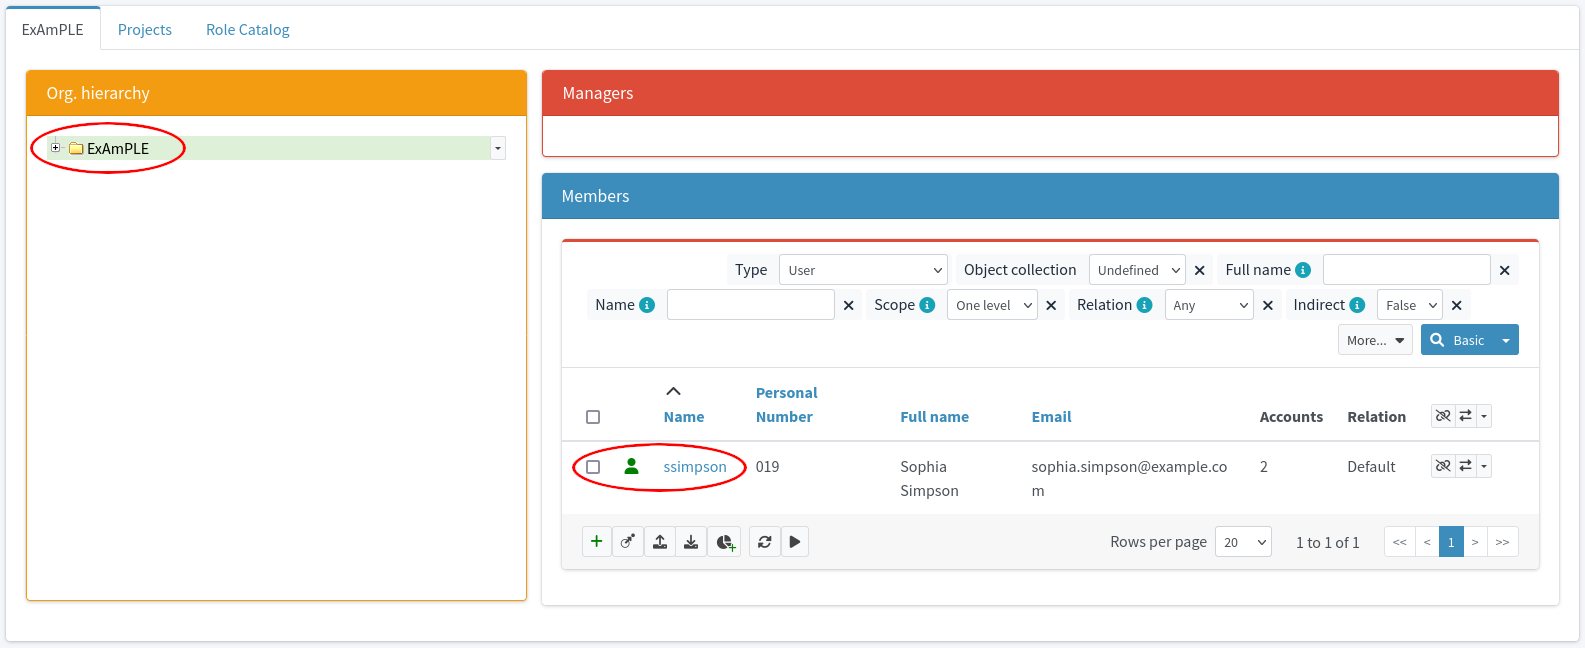 ExAmPLE Projects Role Catalog
Org. hierarchy
ExAmPLE
Managers
Members
Type User Object collection Undefined Full name
Name Scope One level Relation Any Indirect False
More... Basic
Name Personal Number Full name Email Accounts Relation
ssimpson 019 Sophia Simpson sophia.simpson@example.com 2 Default
Rows per page 20 1 to 1 of 1 << < 1 > >>